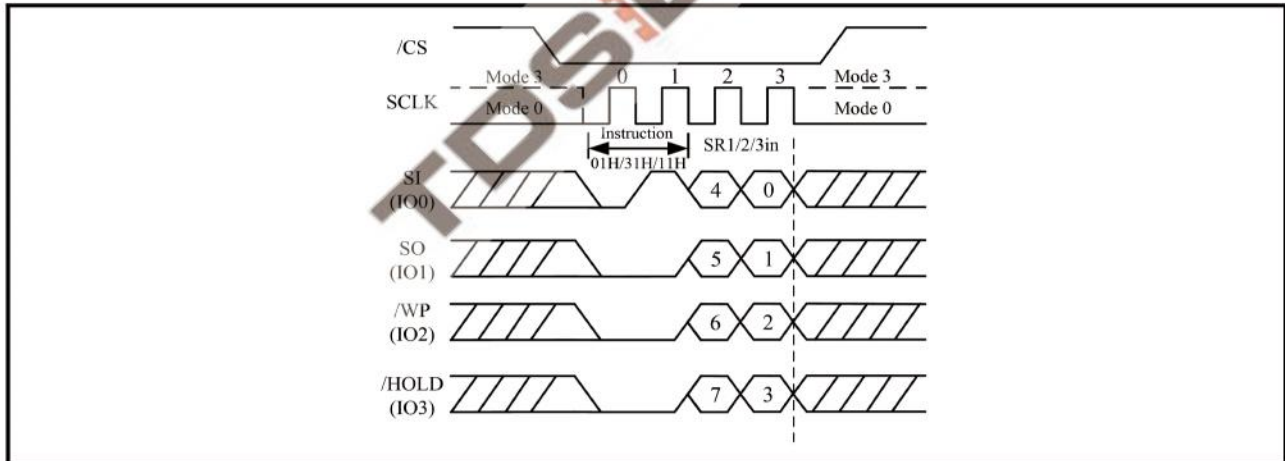 /CS
Mode 3 0 1 2 3 Mode 3
SCLK
Mode 0 Mode 0
Instruction SR1/2/3in
01H/31H/11H
SI
(IO0) 4 0
SO
(IO1) 5 1
/WP
(IO2) 6 2
/HOLD
(IO3) 7 3
TDS